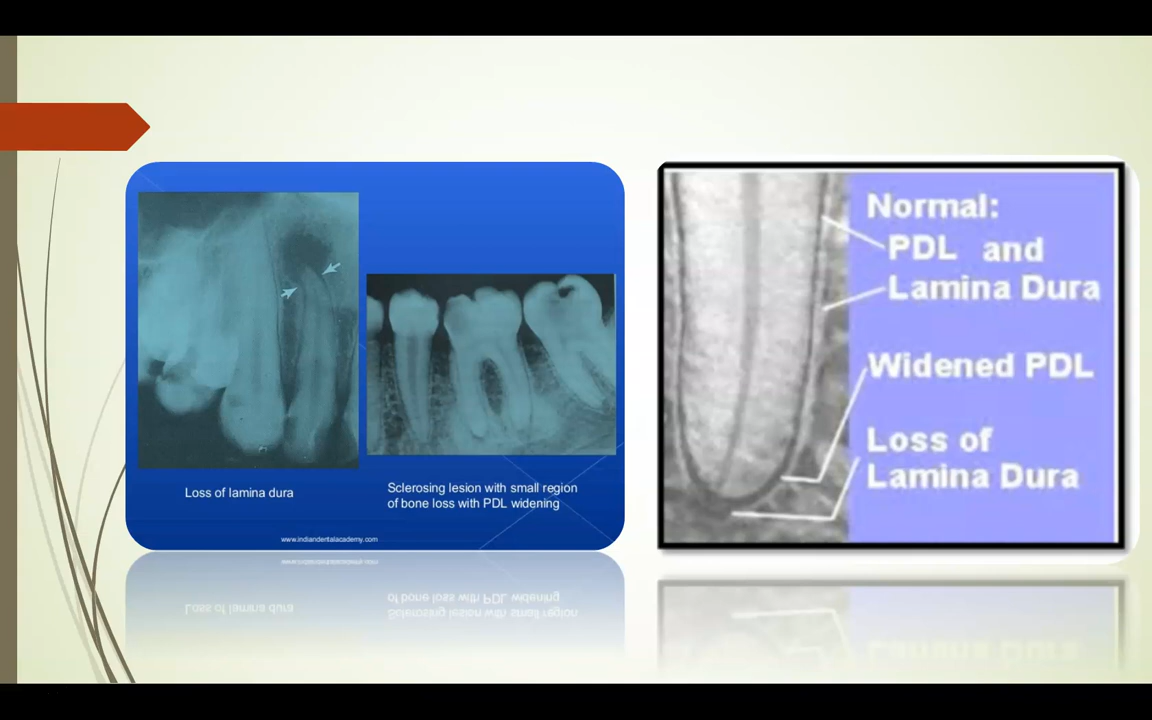 Loss of lamina dura
Sclerosing lesion with small region
of bone loss with PDL widening
www.indiandentalacademy.com
Normal:
PDL and
Lamina Dura
Widened PDL
Loss of
Lamina Dura